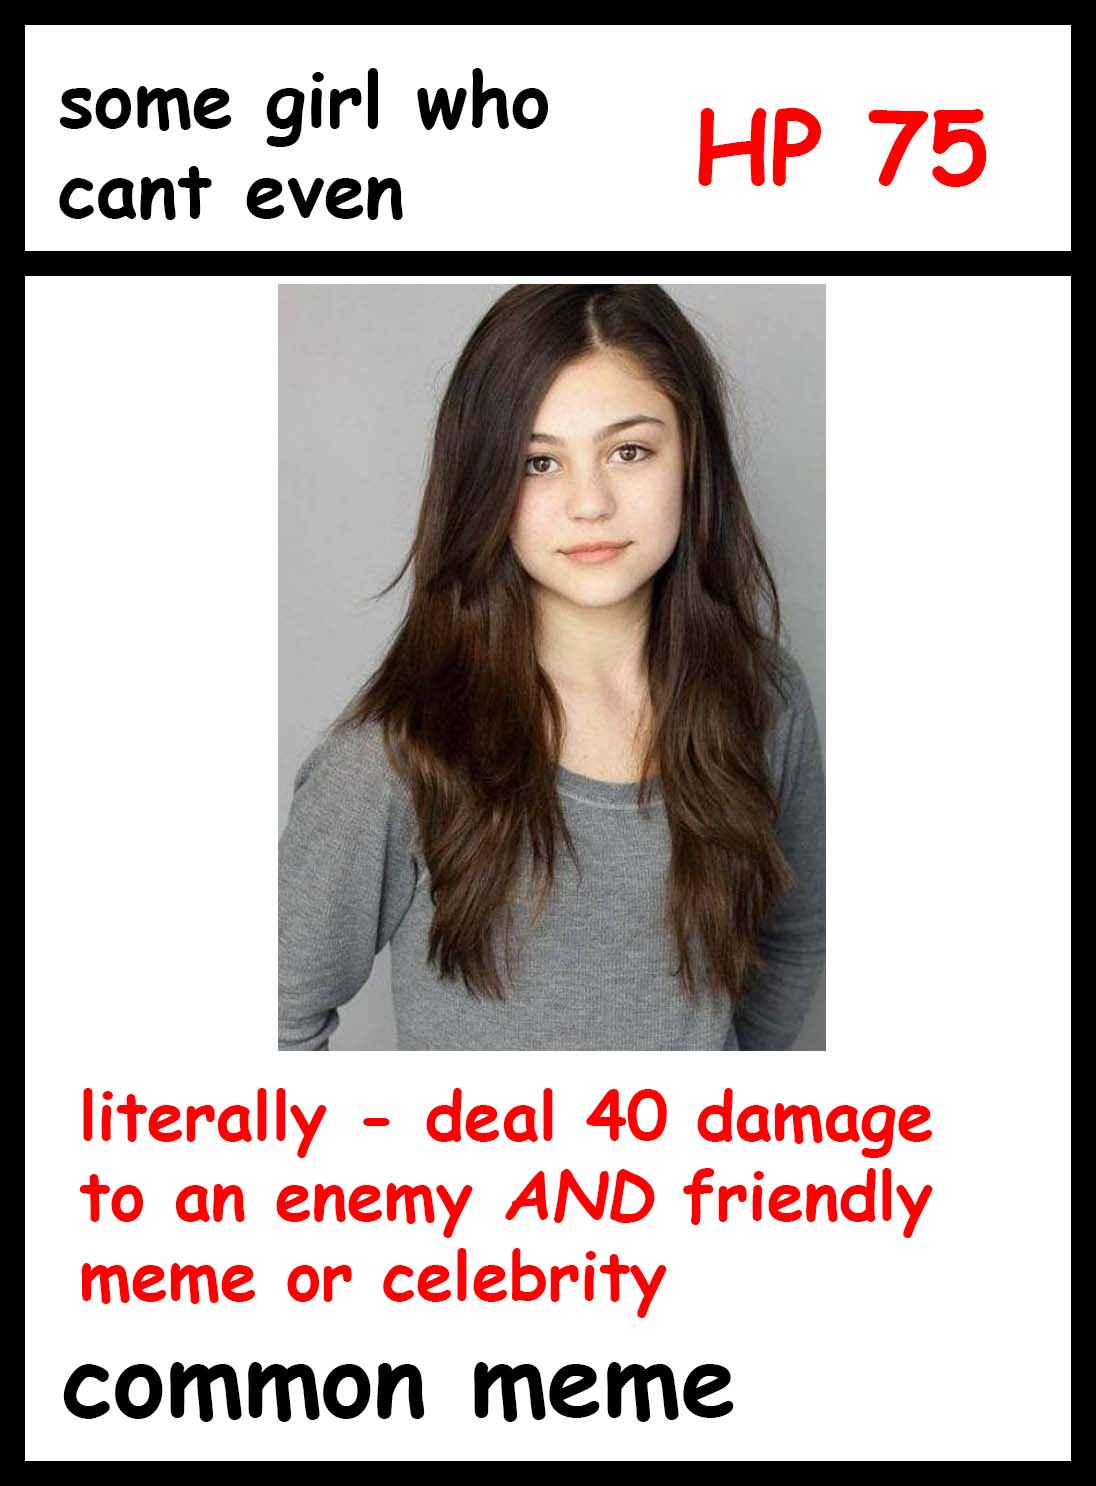 some girl who
cant even
HP 75
literally - deal 40 damage
to an enemy AND friendly
meme or celebrity
common meme